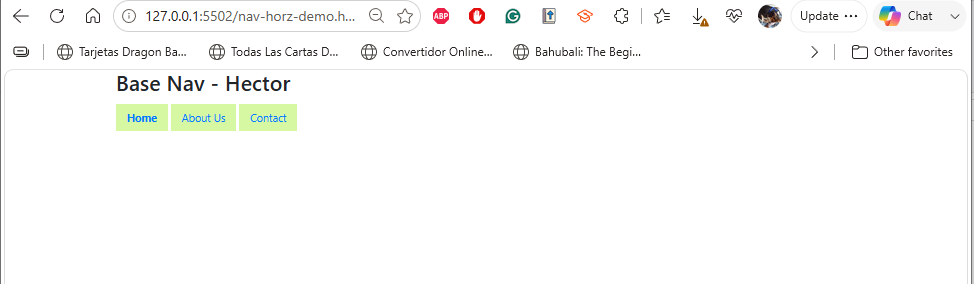 127.0.0.1:5502/nav-horz-demo.h... ABP Update Chat
Tarjetas Dragon Ba... Todas Las Cartas D... Convertidor Online... Bahubali: The Begi... Other favorites
Base Nav - Hector
Home About Us Contact